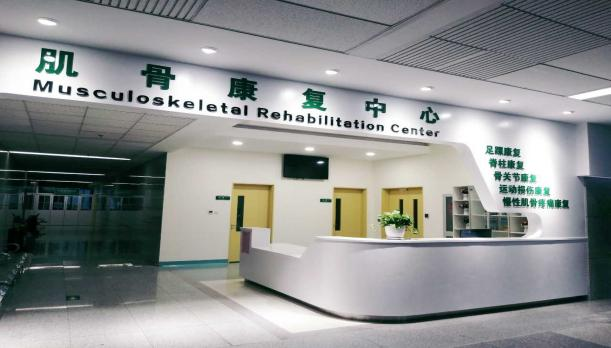 肌骨康复中心
Musculoskeletal Rehabilitation Center
足踝康复
脊柱康复
骨关节康复
运动损伤康复
慢性肌骨疼痛康复